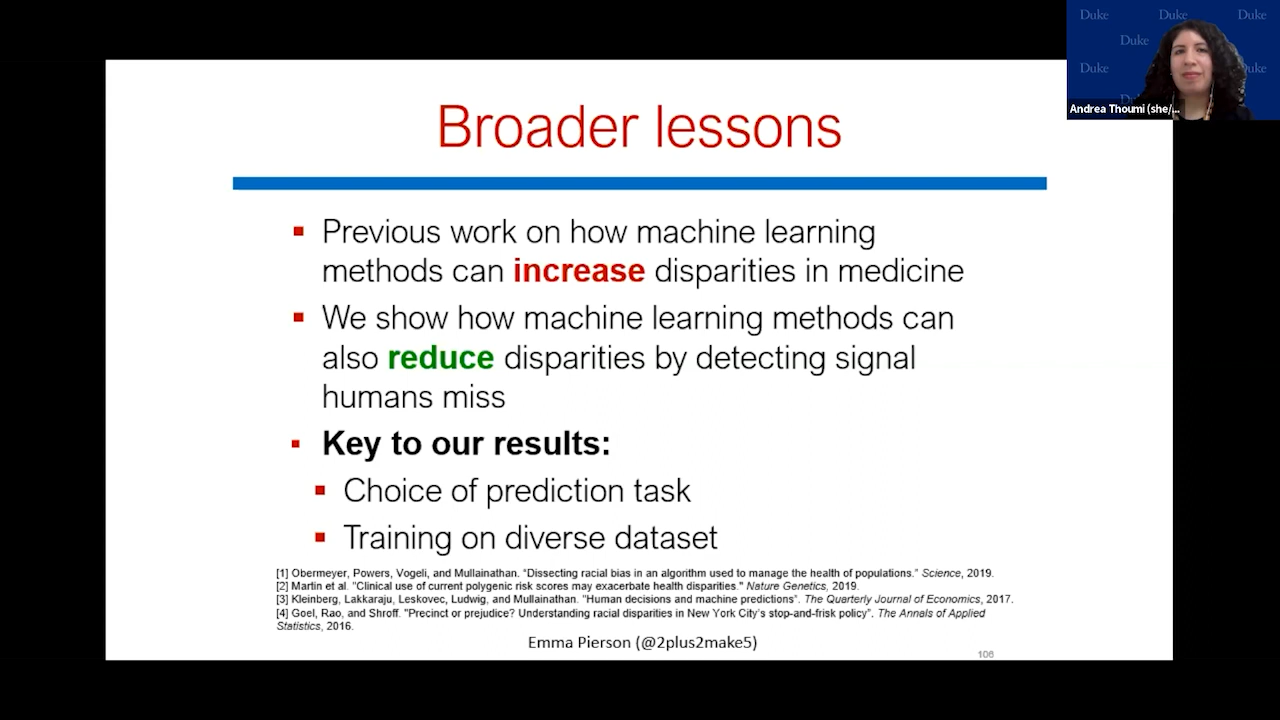 Duke Duke Duke
Duke
Duke Duke
Andrea Thoumi (she/...
Broader lessons
Previous work on how machine learning
methods can increase disparities in medicine
We show how machine learning methods can
also reduce disparities by detecting signal
humans miss
Key to our results:
Choice of prediction task
Training on diverse dataset
[1] Obermeyer, Powers, Vogeli, and Mullainathan. “Dissecting racial bias in an algorithm used to manage the health of populations.” Science, 2019.
[2] Martin et al. "Clinical use of current polygenic risk scores may exacerbate health disparities." Nature Genetics, 2019.
[3] Kleinberg, Lakkaraju, Leskovec, Ludwig, and Mullainathan. "Human decisions and machine predictions". The Quarterly Journal of Economics, 2017.
[4] Goel, Rao, and Shroff. "Precinct or prejudice? Understanding racial disparities in New York City’s stop-and-frisk policy”. The Annals of Applied
Statistics, 2016.
Emma Pierson (@2plus2make5)
106